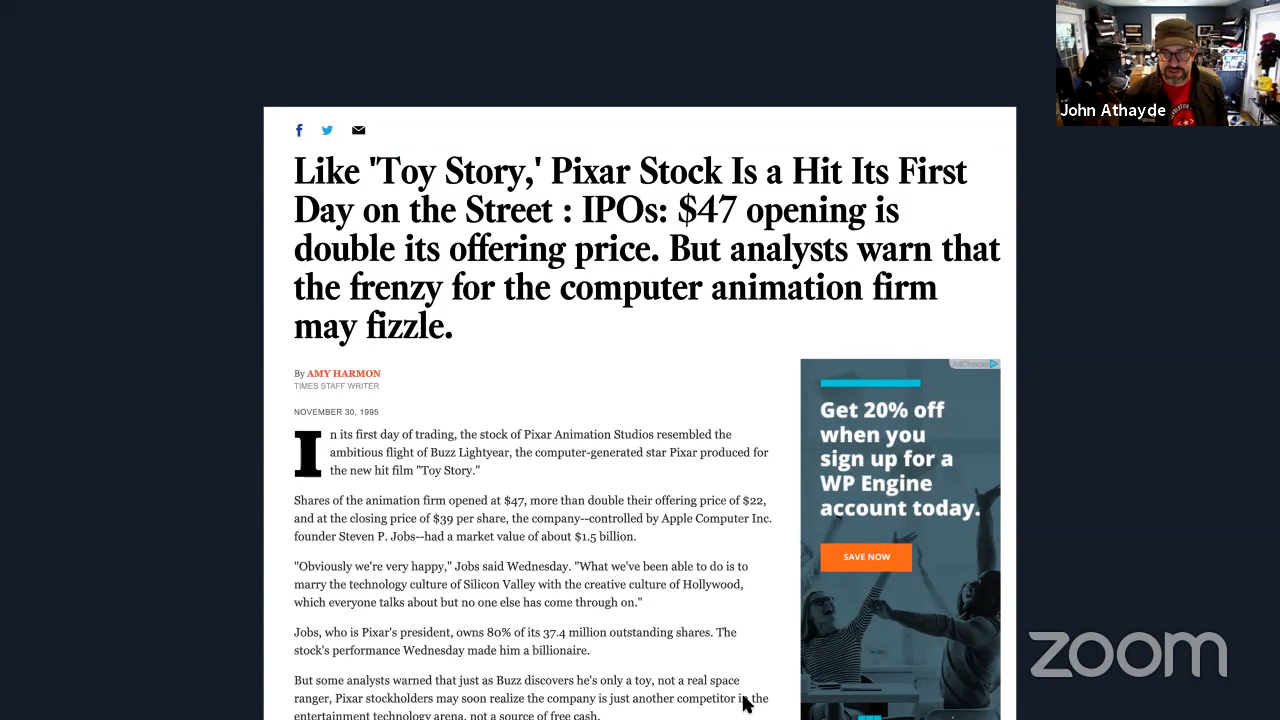 John Athayde
Like 'Toy Story,' Pixar Stock Is a Hit Its First
Day on the Street : IPOs: $47 opening is
double its offering price. But analysts warn that
the frenzy for the computer animation firm
may fizzle.
By AMY HARMON
TIMES STAFF WRITER
NOVEMBER 30, 1995
In its first day of trading, the stock of Pixar Animation Studios resembled the
ambitious flight of Buzz Lightyear, the computer-generated star Pixar produced for
the new hit film "Toy Story."
Shares of the animation firm opened at $47, more than double their offering price of $22,
and at the closing price of $39 per share, the company--controlled by Apple Computer Inc.
founder Steven P. Jobs--had a market value of about $1.5 billion.
"Obviously we're very happy," Jobs said Wednesday. "What we've been able to do is to
marry the technology culture of Silicon Valley with the creative culture of Hollywood,
which everyone talks about but no one else has come through on."
Jobs, who is Pixar's president, owns 80% of its 37.4 million outstanding shares. The
stock's performance Wednesday made him a billionaire.
But some analysts warned that just as Buzz discovers he's only a toy, not a real space
ranger, Pixar stockholders may soon realize the company is just another competitor in the
entertainment technology arena, not a source of free cash.
AdChoices
Get 20% off
when you
sign up for a
WP Engine
account today.
SAVE NOW
zoom